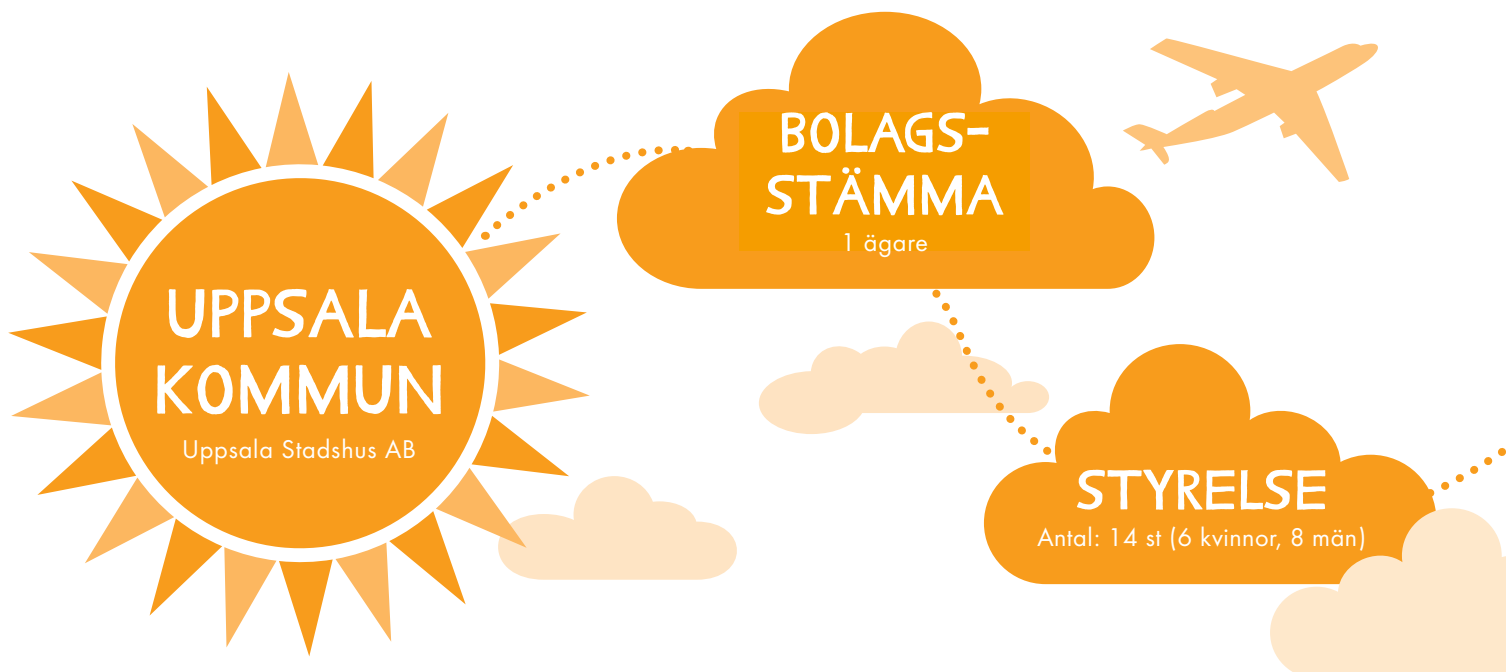 UPPSALA
KOMMUN
Uppsala Stadshus AB
BOLAGS-
STÄMMA
1 ägare
STYRELSE
Antal: 14 st (6 kvinnor, 8 män)